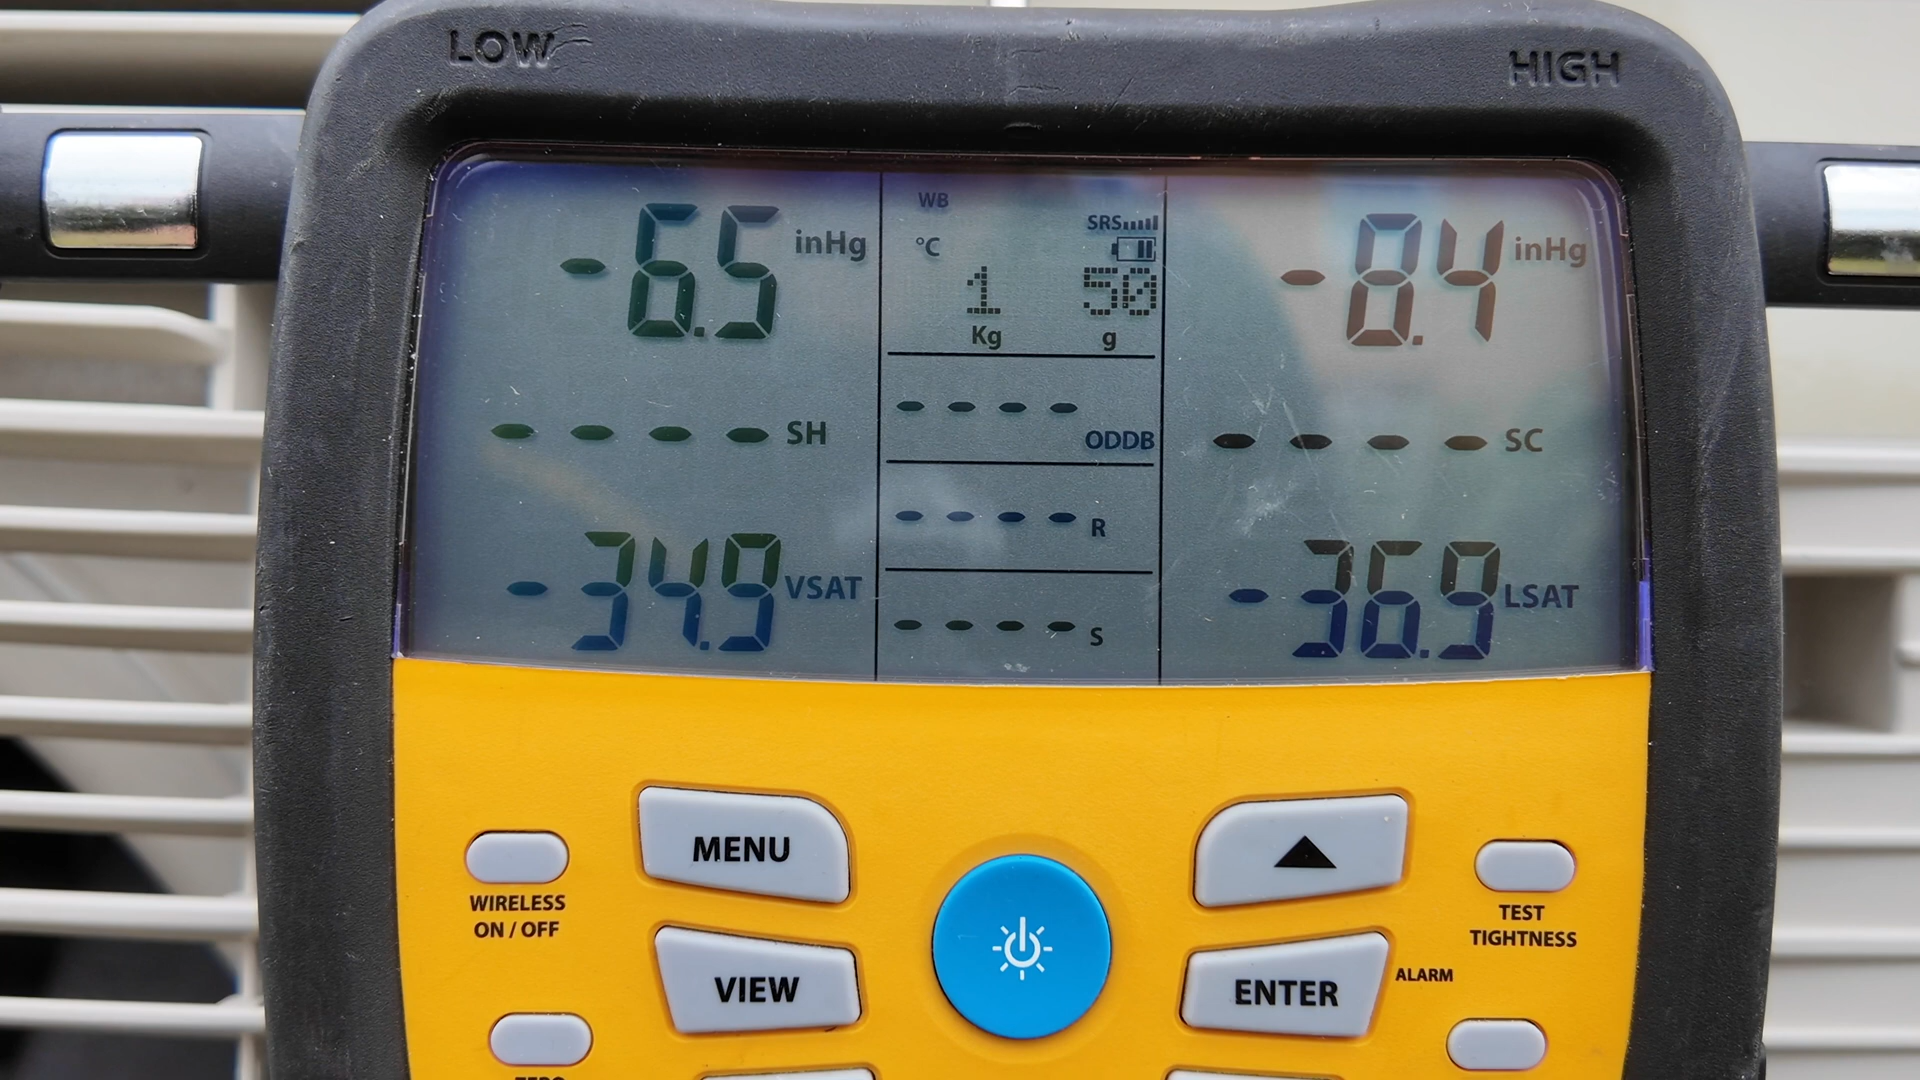 LOW
HIGH
-6.5 inHg
WB
°C
SRS
1 50
Kg g
-8.4 inHg
- - - - SH
- - - -
ODDB
- - - - SC
- - - - R
-34.9 VSAT
-36.9 LSAT
- - - - S
MENU
▲
WIRELESS
ON / OFF
TEST
TIGHTNESS
VIEW
ENTER
ALARM